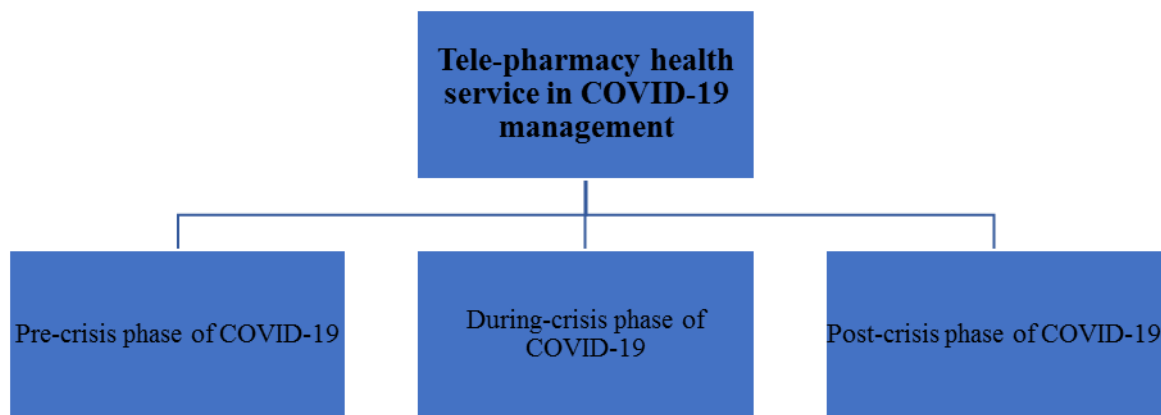 Tele-pharmacy health
service in COVID-19
management
Pre-crisis phase of COVID-19
During-crisis phase of
COVID-19
Post-crisis phase of COVID-19